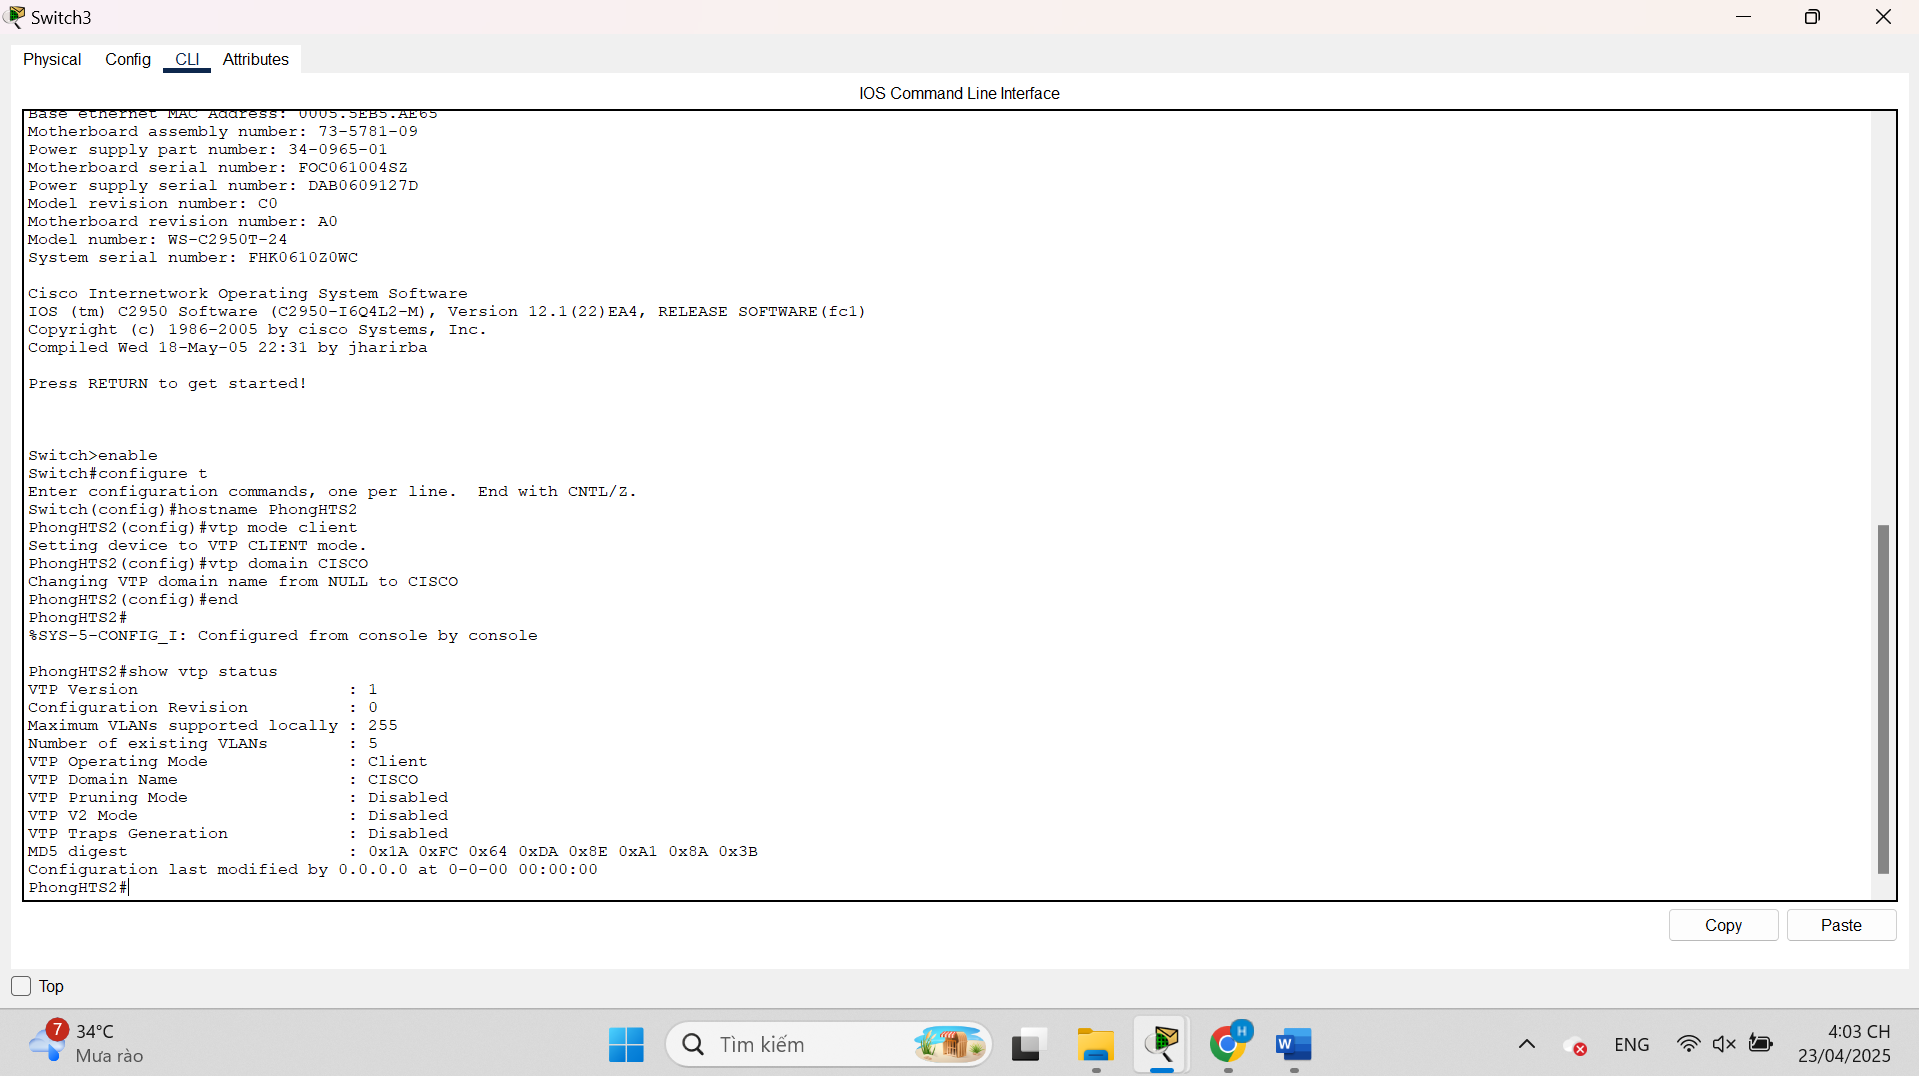 Switch3
Physical Config CLI Attributes
IOS Command Line Interface
Base ethernet MAC Address: 0005.5EB5.AE65
Motherboard assembly number: 73-5781-09
Power supply part number: 34-0965-01
Motherboard serial number: FOC061004SZ
Power supply serial number: DAB0609127D
Model revision number: C0
Motherboard revision number: A0
Model number: WS-C2950T-24
System serial number: FHK0610Z0WC
Cisco Internetwork Operating System Software
IOS (tm) C2950 Software (C2950-I6Q4L2-M), Version 12.1(22)EA4, RELEASE SOFTWARE(fc1)
Copyright (c) 1986-2005 by cisco Systems, Inc.
Compiled Wed 18-May-05 22:31 by jharirba
Press RETURN to get started!
Switch>enable
Switch#configure t
Enter configuration commands, one per line.  End with CNTL/Z.
Switch(config)#hostname PhongHTS2
PhongHTS2(config)#vtp mode client
Setting device to VTP CLIENT mode.
PhongHTS2(config)#vtp domain CISCO
Changing VTP domain name from NULL to CISCO
PhongHTS2(config)#end
PhongHTS2#
%SYS-5-CONFIG_I: Configured from console by console
PhongHTS2#show vtp status
VTP Version                     : 1
Configuration Revision          : 0
Maximum VLANs supported locally : 255
Number of existing VLANs        : 5
VTP Operating Mode              : Client
VTP Domain Name                 : CISCO
VTP Pruning Mode                : Disabled
VTP V2 Mode                     : Disabled
VTP Traps Generation            : Disabled
MD5 digest                      : 0x1A 0xFC 0x64 0xDA 0x8E 0xA1 0x8A 0x3B
Configuration last modified by 0.0.0.0 at 0-0-00 00:00:00
PhongHTS2#
Copy Paste
Top
7 34°C
Mưa rào
Tìm kiếm
H
W
ENG
4:03 CH
23/04/2025